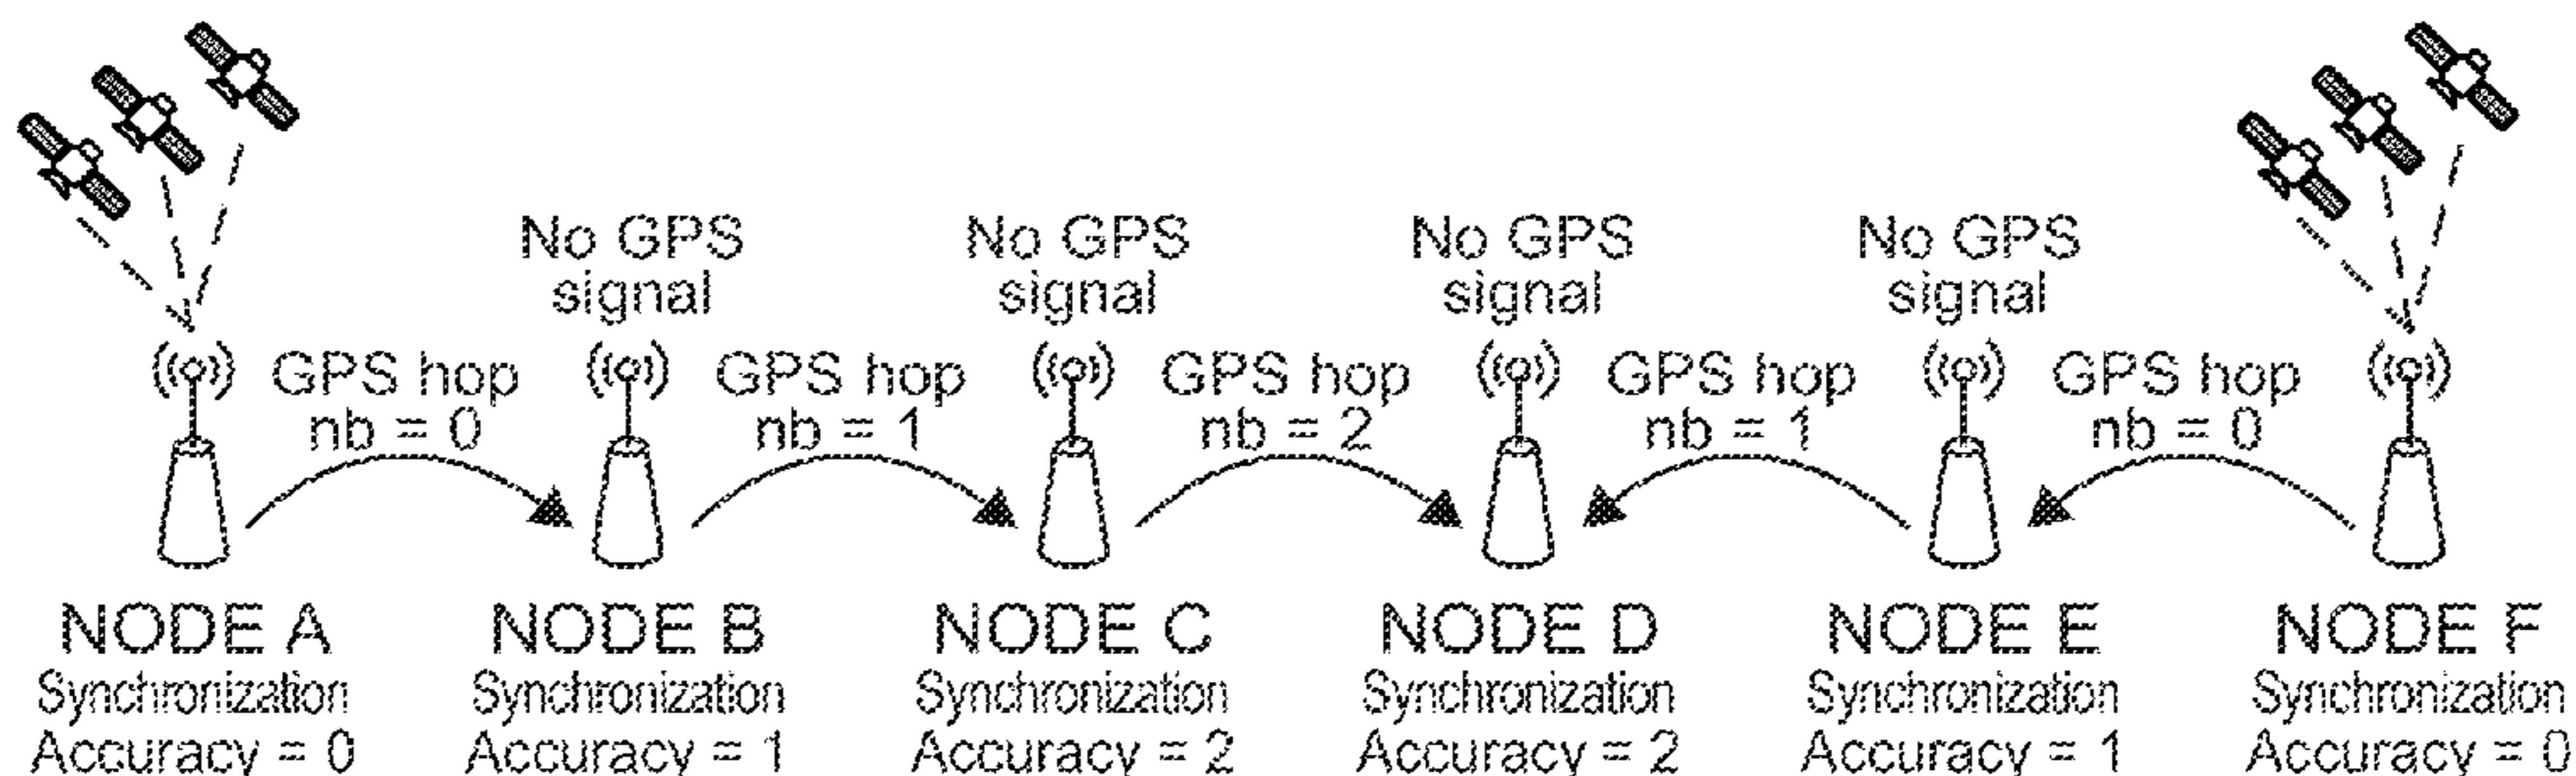 No GPS
signal
No GPS
signal
No GPS
signal
No GPS
signal
GPS hop
nb = 0
GPS hop
nb = 1
GPS hop
nb = 2
GPS hop
nb = 1
GPS hop
nb = 0
NODE A
Synchronization
Accuracy = 0
NODE B
Synchronization
Accuracy = 1
NODE C
Synchronization
Accuracy = 2
NODE D
Synchronization
Accuracy = 2
NODE E
Synchronization
Accuracy = 1
NODE F
Synchronization
Accuracy = 0